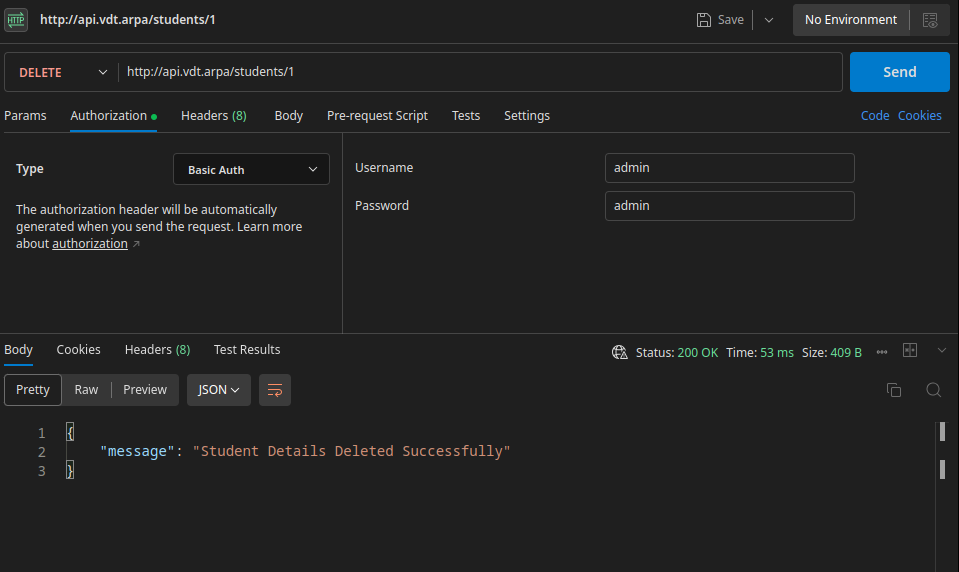 HTTP http://api.vdt.arpa/students/1 Save No Environment
DELETE http://api.vdt.arpa/students/1 Send
Params Authorization Headers (8) Body Pre-request Script Tests Settings Code Cookies
Type Basic Auth
The authorization header will be automatically
generated when you send the request. Learn more
about authorization ↗
Username admin
Password admin
Body Cookies Headers (8) Test Results Status: 200 OK Time: 53 ms Size: 409 B
Pretty Raw Preview JSON
1 {
2 "message": "Student Details Deleted Successfully"
3 }